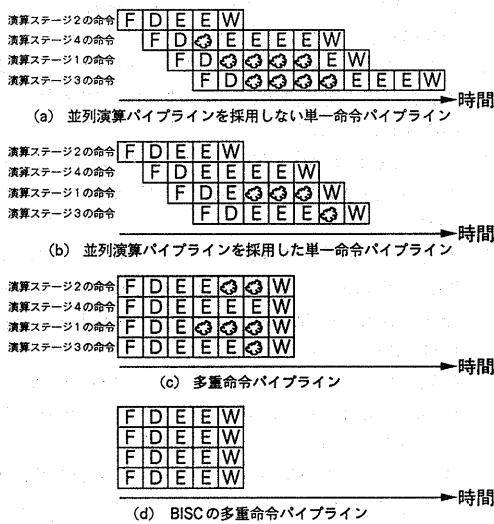 演算ステージ2の命令 F D E E W
演算ステージ4の命令 F D E E E E W
演算ステージ1の命令 F D E W
演算ステージ3の命令 F D E E E W
時間
(a) 並列演算パイプラインを採用しない単一命令パイプライン
演算ステージ2の命令 F D E E W
演算ステージ4の命令 F D E E E E W
演算ステージ1の命令 F D E W
演算ステージ3の命令 F D E E E W
時間
(b) 並列演算パイプラインを採用した単一命令パイプライン
演算ステージ2の命令 F D E E W
演算ステージ4の命令 F D E E E E W
演算ステージ1の命令 F D E W
演算ステージ3の命令 F D E E E W
時間
(c) 多重命令パイプライン
F D E E W
F D E E W
F D E E W
F D E E W
時間
(d) BISCの多重命令パイプライン